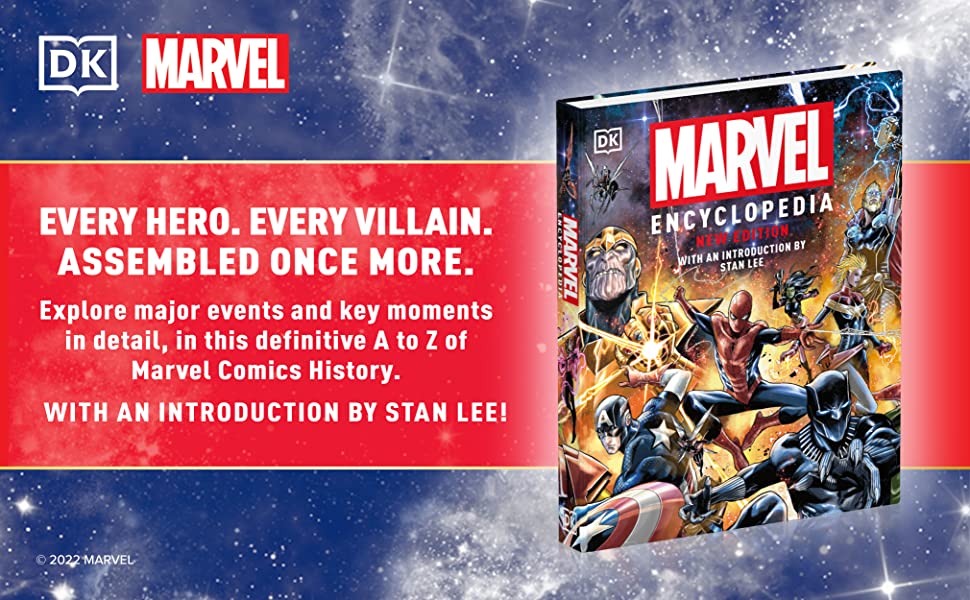 DK
MARVEL
EVERY HERO. EVERY VILLAIN.
ASSEMBLED ONCE MORE.
Explore major events and key moments
in detail, in this definitive A to Z of
Marvel Comics History.
WITH AN INTRODUCTION BY STAN LEE!
© 2022 MARVEL
DK
MARVEL
ENCYCLOPEDIA
NEW EDITION
WITH AN INTRODUCTION BY
STAN LEE
MARVEL
ENCYCLOPEDIA
DK